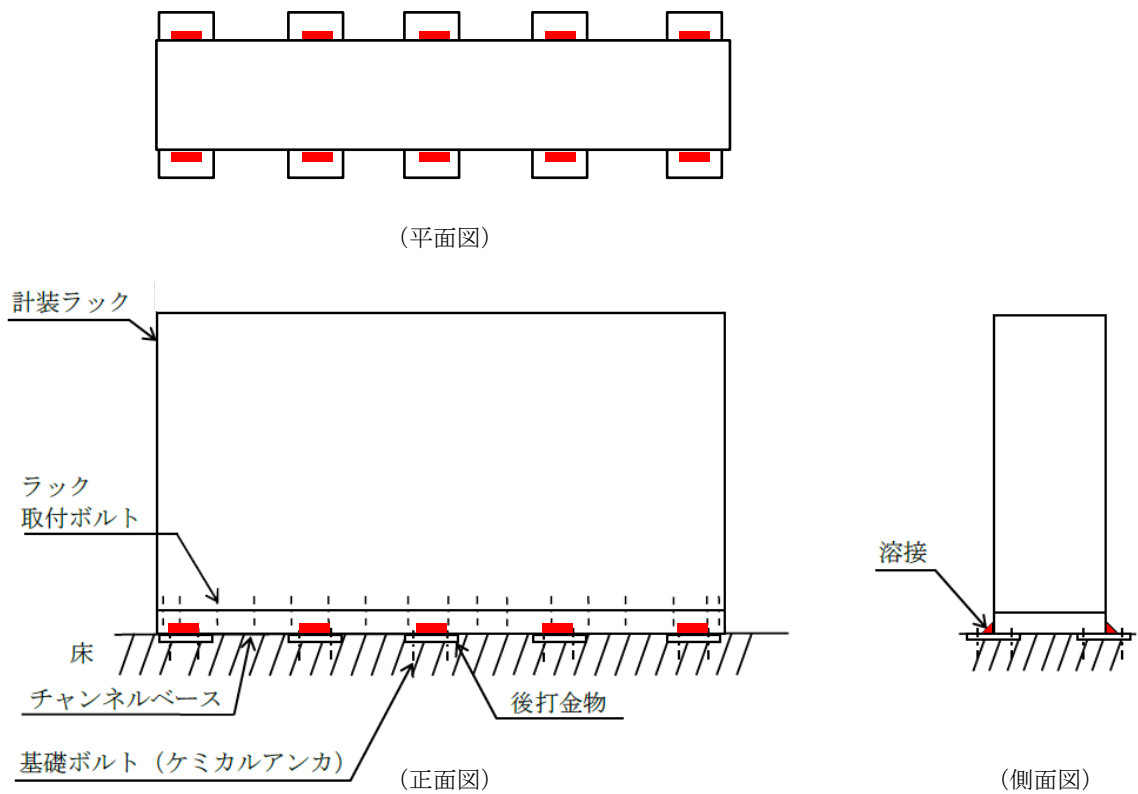 （平面図）
計装ラック
ラック
取付ボルト
溶接
床
チャンネルベース
後打金物
基礎ボルト（ケミカルアンカ）
（正面図）
（側面図）